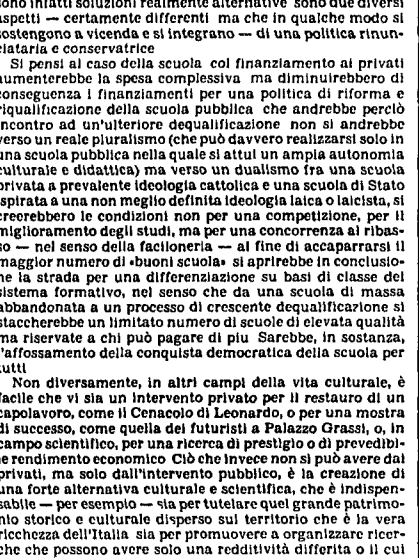 sono infatti soluzioni realmente alternative sono due diversi
aspetti — certamente differenti ma che in qualche modo si
sostengono a vicenda e si integrano — di una politica rinun-
ciataria e conservatrice
Si pensi al caso della scuola col finanziamento ai privati
aumenterebbe la spesa complessiva ma diminuirebbero di
conseguenza i finanziamenti per una politica di riforma e
riqualificazione della scuola pubblica che andrebbe perciò
incontro ad un'ulteriore dequalificazione non si andrebbe
verso un reale pluralismo (che può davvero realizzarsi solo in
una scuola pubblica nella quale si attui un ampia autonomia
culturale e didattica) ma verso un dualismo fra una scuola
privata a prevalente ideologia cattolica e una scuola di Stato
ispirata a una non meglio definita ideologia laica o laicista, si
creerebbero le condizioni non per una competizione, per il
miglioramento degli studi, ma per una concorrenza al ribas-
so — nel senso della faciloneria — al fine di accaparrarsi il
maggior numero di «buoni scuola» si aprirebbe in conclusio-
ne la strada per una differenziazione su basi di classe del
sistema formativo, nel senso che da una scuola di massa
abbandonata a un processo di crescente dequalificazione si
staccherebbe un limitato numero di scuole di elevata qualità
ma riservate a chi può pagare di piu Sarebbe, in sostanza,
l'affossamento della conquista democratica della scuola per
tutti
Non diversamente, in altri campi della vita culturale, è
facile che vi sia un intervento privato per il restauro di un
capolavoro, come il Cenacolo di Leonardo, o per una mostra
di successo, come quella dei futuristi a Palazzo Grassi, o, in
campo scientifico, per una ricerca di prestigio o di prevedibi-
le rendimento economico Ciò che invece non si può avere dai
privati, ma solo dall'intervento pubblico, è la creazione di
una forte alternativa culturale e scientifica, che è indispen-
sabile — per esempio — sia per tutelare quel grande patrimo-
nio storico e culturale disperso sul territorio che è la vera
ricchezza dell'Italia sia per promuovere a organizzare ricer-
che che possono avere solo una redditività differita o il cui